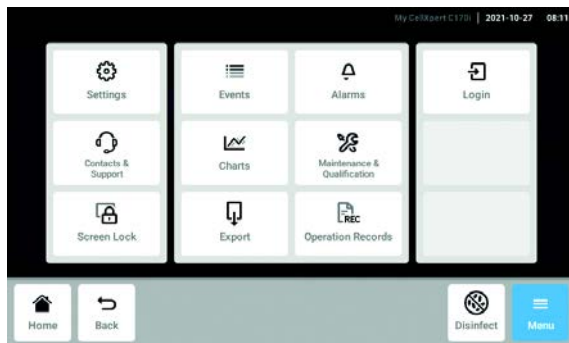 My CellXpert C170i | 2021-10-27 08:11
Settings
Events
Alarms
Login
Contacts &
Support
Charts
Maintenance &
Qualification
Screen Lock
Export
REC
Operation Records
Home
Back
Disinfect
Menu